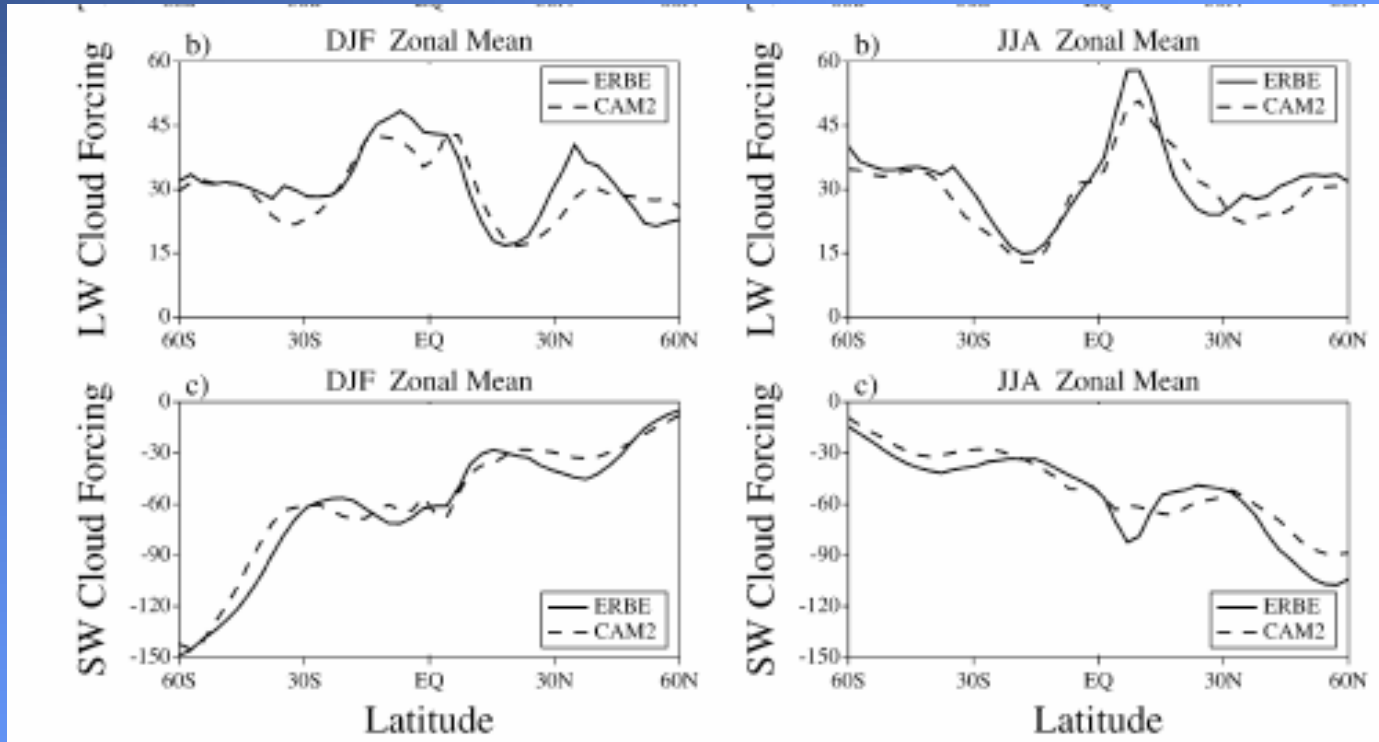 b) DJF Zonal Mean
LW Cloud Forcing
60
45
30
15
0
ERBE
CAM2
60S 30S EQ 30N 60N
b) JJA Zonal Mean
LW Cloud Forcing
60
45
30
15
0
ERBE
CAM2
60S 30S EQ 30N 60N
c) DJF Zonal Mean
SW Cloud Forcing
0
-30
-60
-90
-120
-150
ERBE
CAM2
60S 30S EQ 30N 60N
Latitude
c) JJA Zonal Mean
SW Cloud Forcing
0
-30
-60
-90
-120
-150
ERBE
CAM2
60S 30S EQ 30N 60N
Latitude